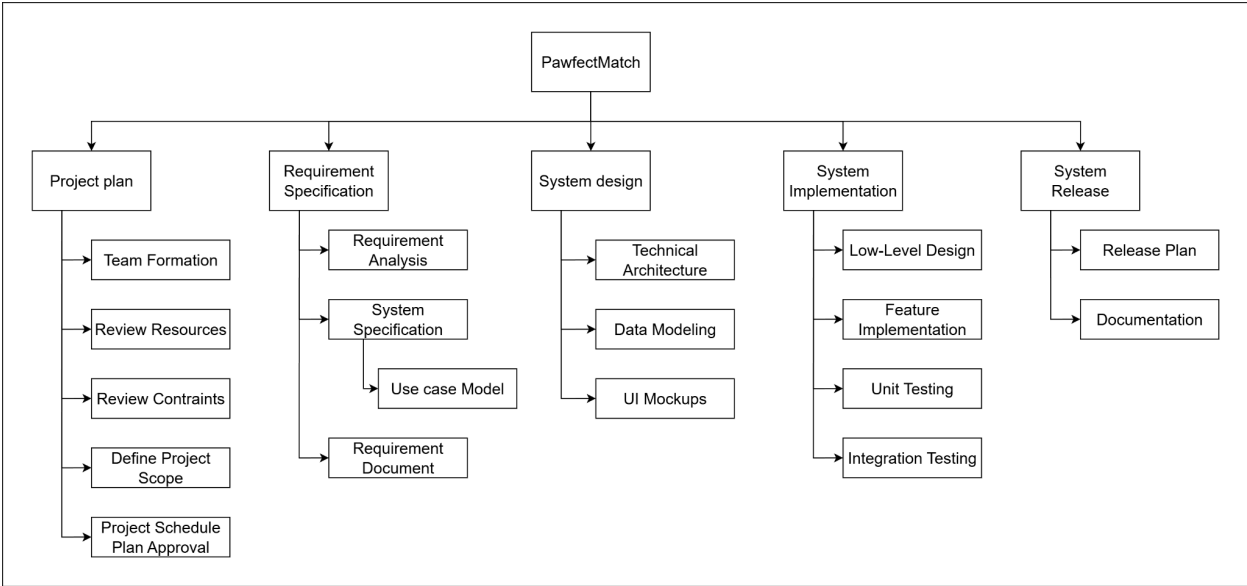 PawfectMatch
Project plan
Team Formation
Review Resources
Review Contraints
Define Project
Scope
Project Schedule
Plan Approval
Requirement
Specification
Requirement
Analysis
System
Specification
Use case Model
Requirement
Document
System design
Technical
Architecture
Data Modeling
UI Mockups
System
Implementation
Low-Level Design
Feature
Implementation
Unit Testing
Integration Testing
System
Release
Release Plan
Documentation